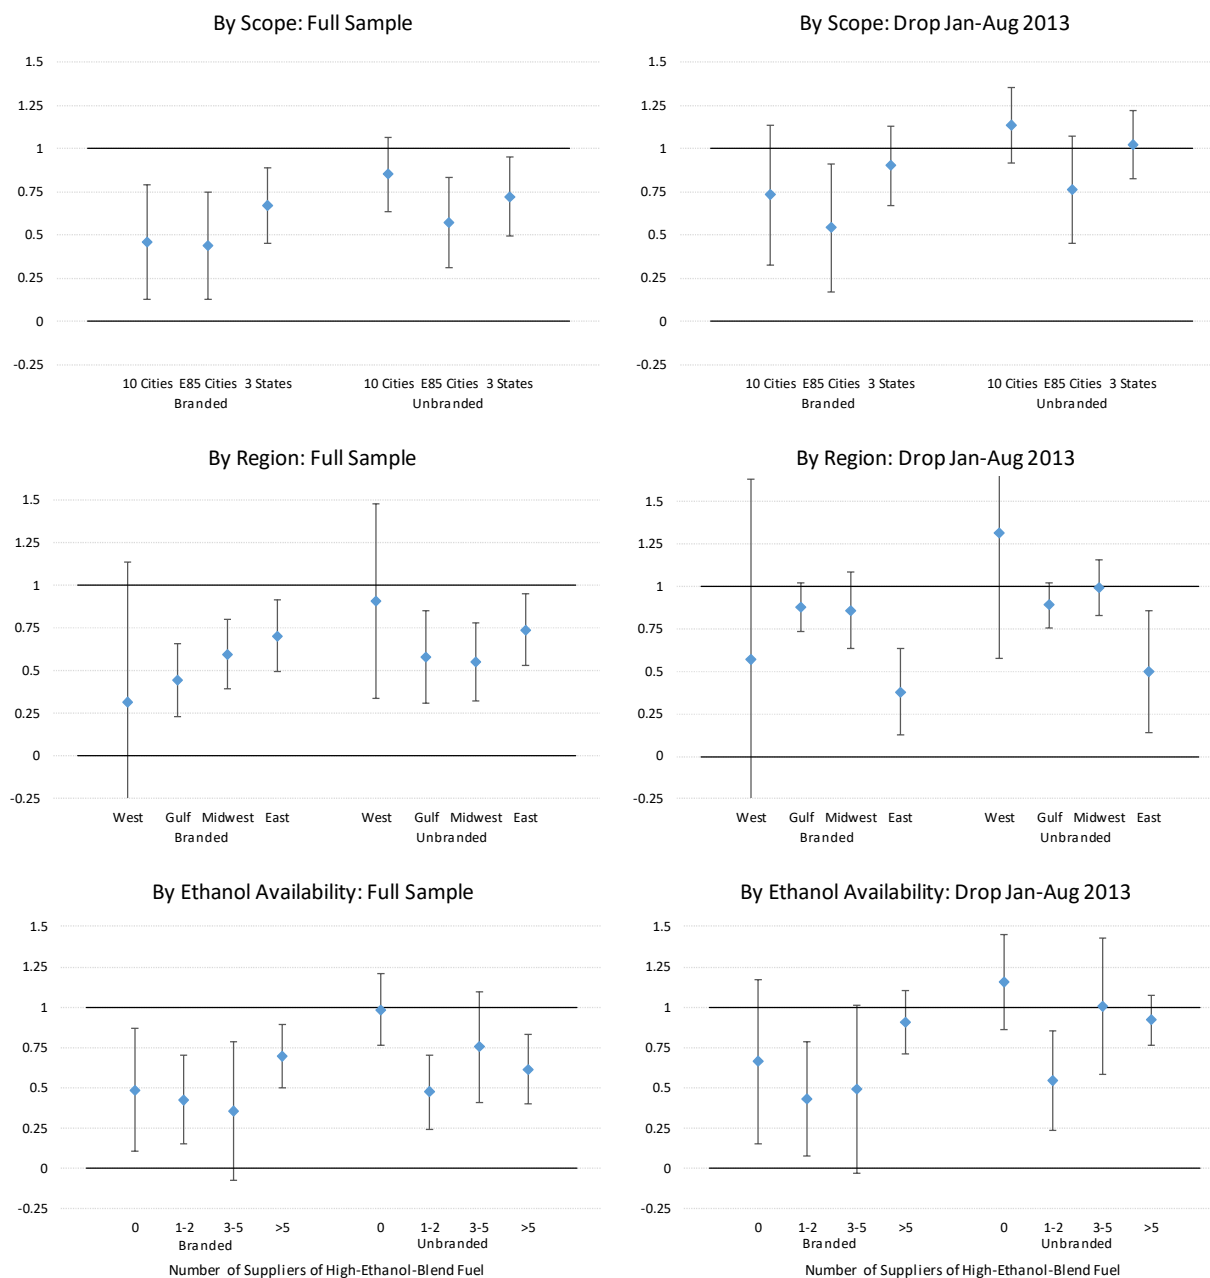 By Scope: Full Sample
1.5
1.25
1
0.75
0.5
0.25
0
-0.25
10 Cities E85 Cities 3 States 10 Cities E85 Cities 3 States
Branded Unbranded
By Scope: Drop Jan-Aug 2013
1.5
1.25
1
0.75
0.5
0.25
0
-0.25
10 Cities E85 Cities 3 States 10 Cities E85 Cities 3 States
Branded Unbranded
By Region: Full Sample
1.5
1.25
1
0.75
0.5
0.25
0
-0.25
West Gulf Midwest East West Gulf Midwest East
Branded Unbranded
By Region: Drop Jan-Aug 2013
1.5
1.25
1
0.75
0.5
0.25
0
-0.25
West Gulf Midwest East West Gulf Midwest East
Branded Unbranded
By Ethanol Availability: Full Sample
1.5
1.25
1
0.75
0.5
0.25
0
-0.25
0 1-2 3-5 >5 0 1-2 3-5 >5
Branded Unbranded
Number of Suppliers of High-Ethanol-Blend Fuel
By Ethanol Availability: Drop Jan-Aug 2013
1.5
1.25
1
0.75
0.5
0.25
0
-0.25
0 1-2 3-5 >5 0 1-2 3-5 >5
Branded Unbranded
Number of Suppliers of High-Ethanol-Blend Fuel